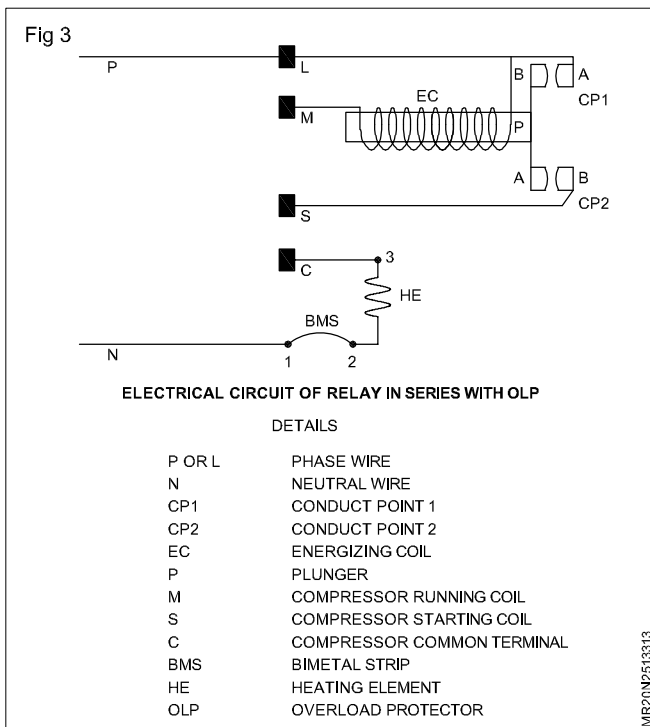 Fig 3
P
L
B
A
CP1
EC
M
P
A
B
CP2
S
C
3
HE
BMS
N
1
2
ELECTRICAL CIRCUIT OF RELAY IN SERIES WITH OLP
DETAILS
P OR L PHASE WIRE
N NEUTRAL WIRE
CP1 CONDUCT POINT 1
CP2 CONDUCT POINT 2
EC ENERGIZING COIL
P PLUNGER
M COMPRESSOR RUNNING COIL
S COMPRESSOR STARTING COIL
C COMPRESSOR COMMON TERMINAL
BMS BIMETAL STRIP
HE HEATING ELEMENT
OLP OVERLOAD PROTECTOR
MR20N2513313